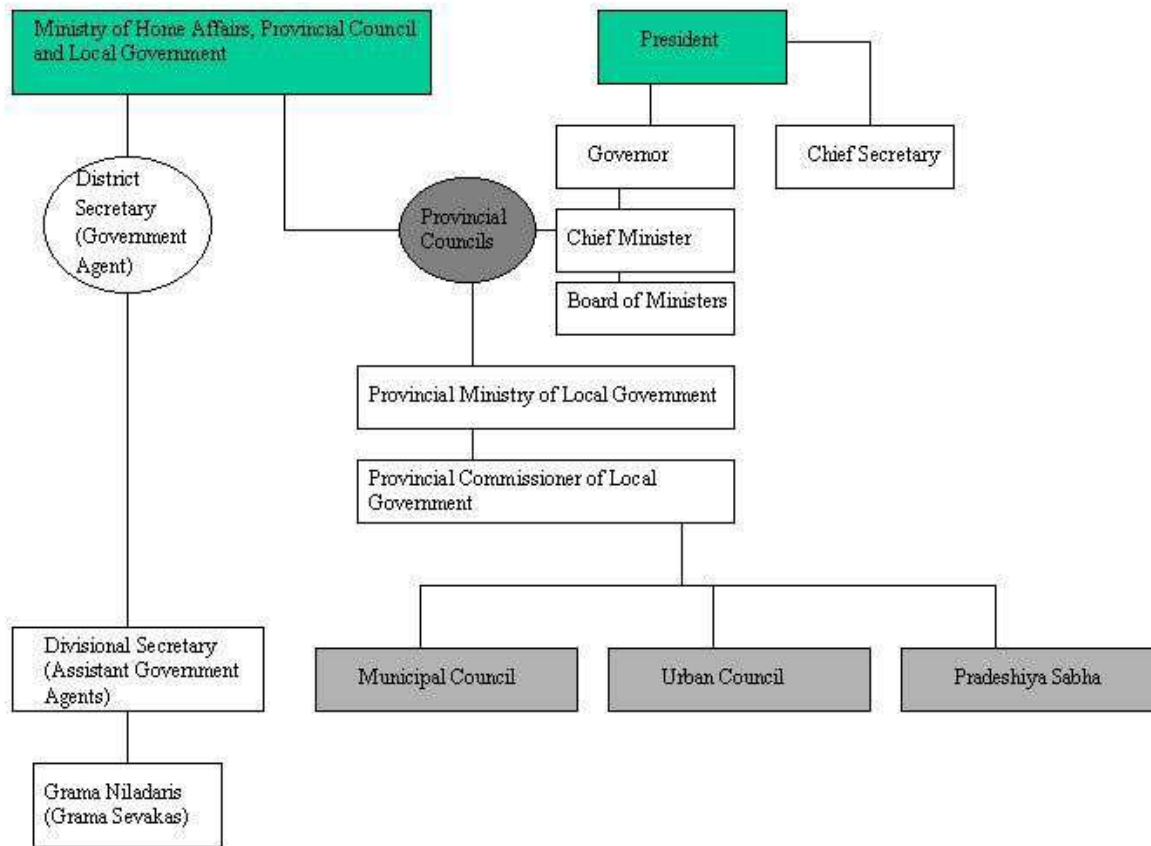 Ministry of Home Affairs, Provincial Council
and Local Government
President
Governor
Chief Secretary
District
Secretary
(Government
Agent)
Provincial
Councils
Chief Minister
Board of Ministers
Provincial Ministry of Local Government
Provincial Commissioner of Local
Government
Divisional Secretary
(Assistant Government
Agents)
Municipal Council
Urban Council
Pradeshiya Sabha
Grama Niladaris
(Grama Sevakas)